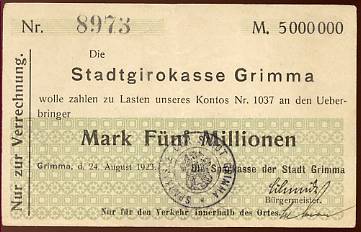 Nr. 8973 M. 5000000
Die
Stadtgirokasse Grimma
wolle zahlen zu Lasten unseres Kontos Nr. 1037 an den Ueber-
bringer
Mark Fünf Millionen
Grimma, d. 24. August 1923.
Sparkasse der Stadt Grimma
Bürgermeister.
Nur für den Verkehr innerhalb des Ortes.
Nur zur Verrechnung.